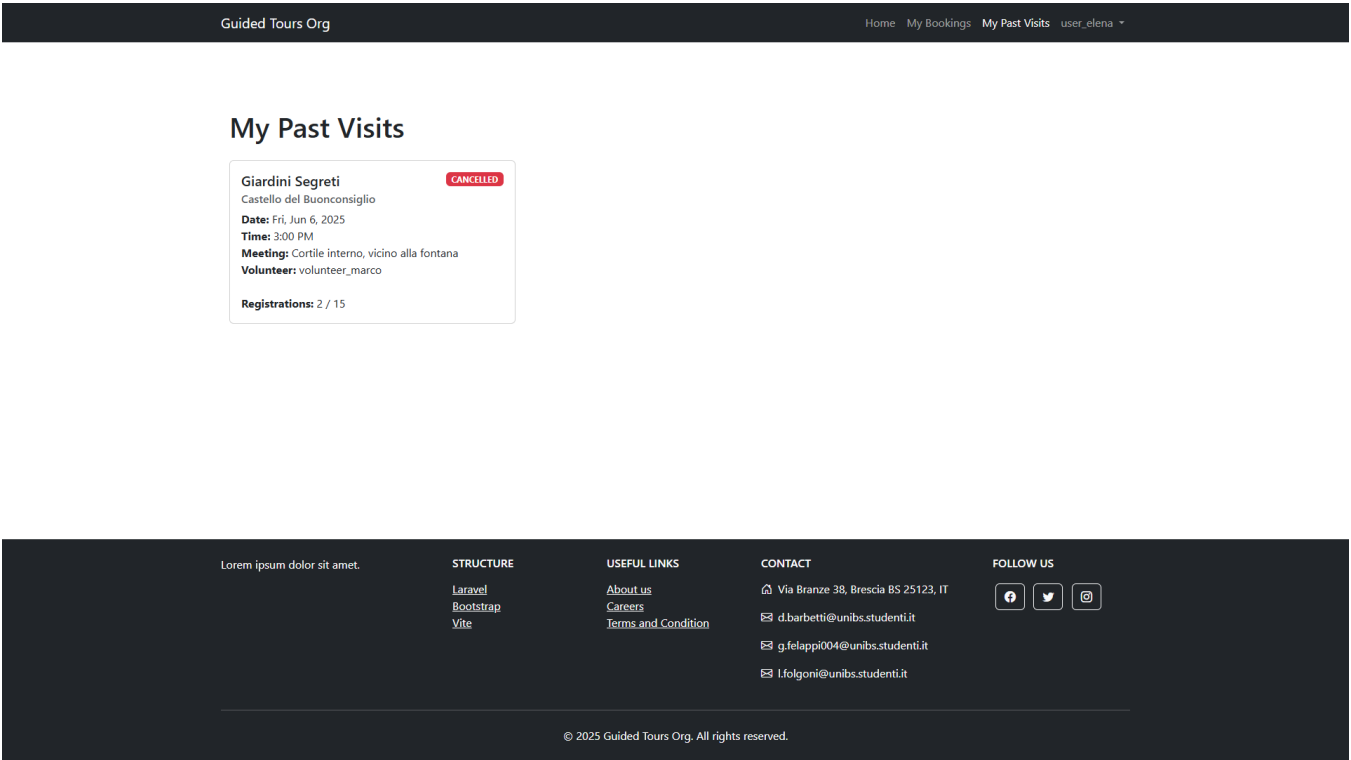 Guided Tours Org
Home My Bookings My Past Visits user_elena
My Past Visits
Giardini Segreti
CANCELLED
Castello del Buonconsiglio
Date: Fri, Jun 6, 2025
Time: 3:00 PM
Meeting: Cortile interno, vicino alla fontana
Volunteer: volunteer_marco
Registrations: 2 / 15
Lorem ipsum dolor sit amet.
STRUCTURE
Laravel
Bootstrap
Vite
USEFUL LINKS
About us
Careers
Terms and Condition
CONTACT
Via Branze 38, Brescia BS 25123, IT
d.barbetti@unibs.studenti.it
g.felappi004@unibs.studenti.it
l.folgoni@unibs.studenti.it
FOLLOW US
© 2025 Guided Tours Org. All rights reserved.